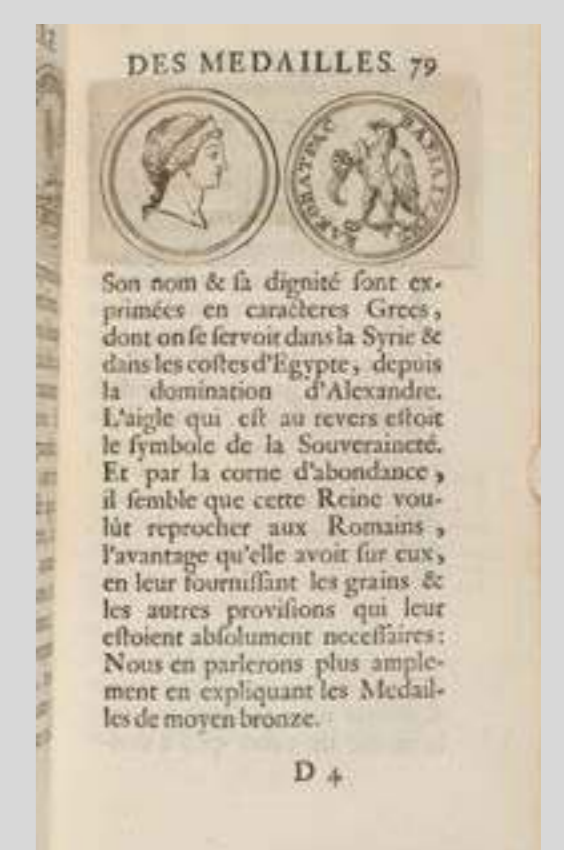 DES MEDAILLES. 79
ΚΛΕΟΠΑΤΡΑΣ ΒΑΣΙΛΙΣΣΗΣ
Son nom & ſa dignité ſont ex-
primées en caracteres Grecs,
dont on ſe ſervoit dans la Syrie &
dans les coſtes d'Egypte, depuis
la domination d'Alexandre.
L'aigle qui eſt au revers eſtoit
le ſymbole de la Souveraineté.
Et par la corne d'abondance,
il ſemble que cette Reine vou-
lût reprocher aux Romains,
l'avantage qu'elle avoit ſur eux,
en leur fourniſſant les grains &
les autres proviſions qui leur
eſtoient abſolument neceſſaires:
Nous en parlerons plus ample-
ment en expliquant les Medail-
les de moyen bronze.
D 4